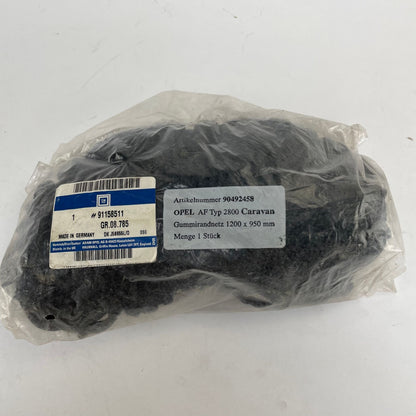 GM
1 # 91158511
GR.08.785
MADE IN GERMANY
Artikelnummer 90492458
OPEL AF Typ 2800 Caravan
Gummirandnetz 1200 x 950 mm
Menge 1 Stück